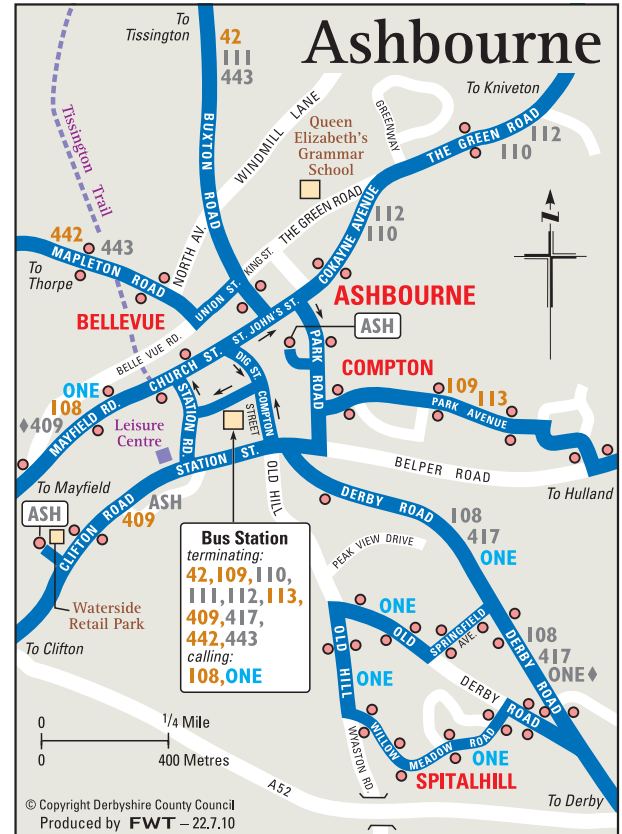 Ashbourne
To
Tissington
42
111
443
To Kniveton
WINDMILL LANE
GREENWAY
Queen
Elizabeth's
Grammar
School
THE GREEN ROAD
112
110
BUXTON ROAD
Tissington Trail
THE GREEN ROAD
COKAYNE AVENUE
112
110
N
442 443
MAPLETON ROAD
To
Thorpe
NORTH AV.
KING ST.
UNION ST.
BELLEVUE
ASHBOURNE
ST. JOHN'S ST.
ASH
BELLE VUE RD.
CHURCH ST.
DIG ST.
PARK ROAD
COMPTON
ONE
108
♦409
MAYFIELD RD.
STATION RD.
COMPTON
STREET
109
113
PARK AVENUE
Leisure
Centre
STATION ST.
BELPER ROAD
To Mayfield
To Hulland
OLD HILL
DERBY ROAD
ASH
409
CLIFTON ROAD
ASH
108
417
ONE
Bus Station
terminating:
42,109,110,
111,112,113,
409,417,
442,443
calling:
108,ONE
PEAK VIEW DRIVE
Waterside
Retail Park
To Clifton
ONE
OLD
SPRINGFIELD
AVE.
DERBY ROAD
108
417
ONE♦
OLD HILL
ONE
DERBY
ROAD
WILLOW
MEADOW ROAD
ONE
WYASTON RD.
SPITALHILL
0 1/4 Mile
0 400 Metres
A52
To Derby
© Copyright Derbyshire County Council
Produced by FWT – 22.7.10